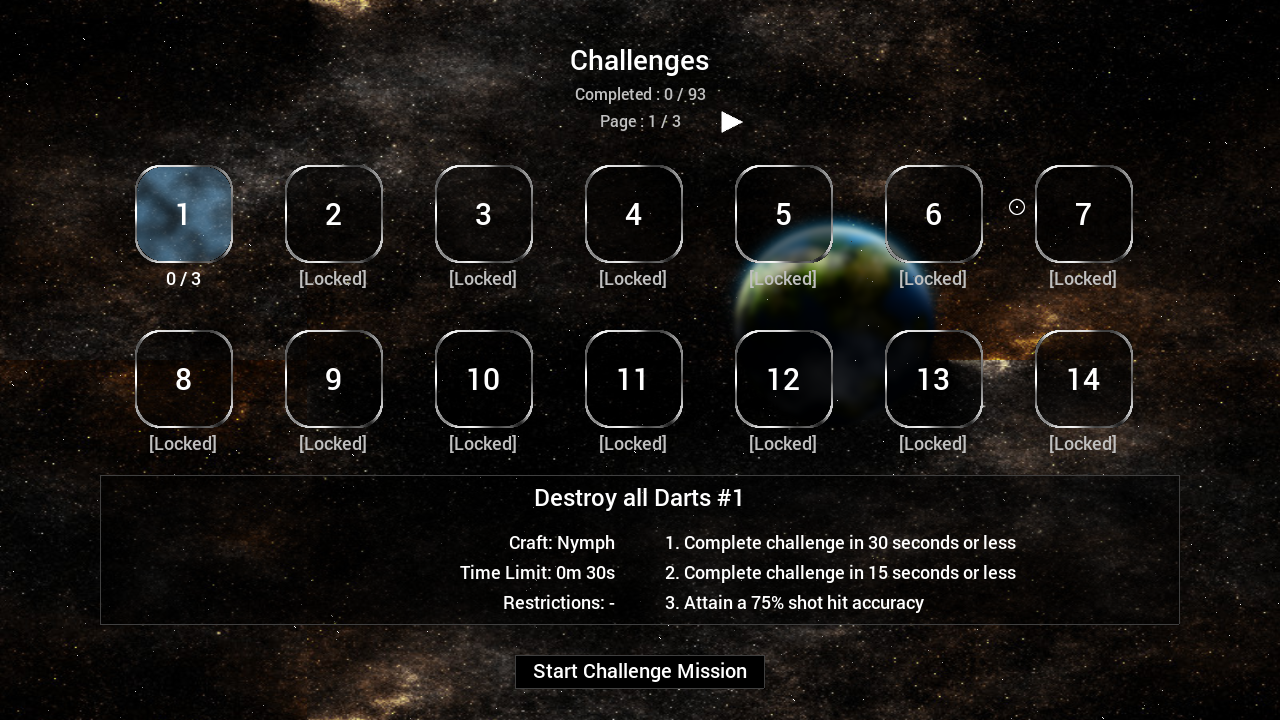 Challenges
Completed : 0 / 93
Page : 1 / 3
1 2 3 4 5 6 7
0 / 3 [Locked] [Locked] [Locked] [Locked] [Locked] [Locked]
8 9 10 11 12 13 14
[Locked] [Locked] [Locked] [Locked] [Locked] [Locked] [Locked]
Destroy all Darts #1
Craft: Nymph
Time Limit: 0m 30s
Restrictions: -
1. Complete challenge in 30 seconds or less
2. Complete challenge in 15 seconds or less
3. Attain a 75% shot hit accuracy
Start Challenge Mission